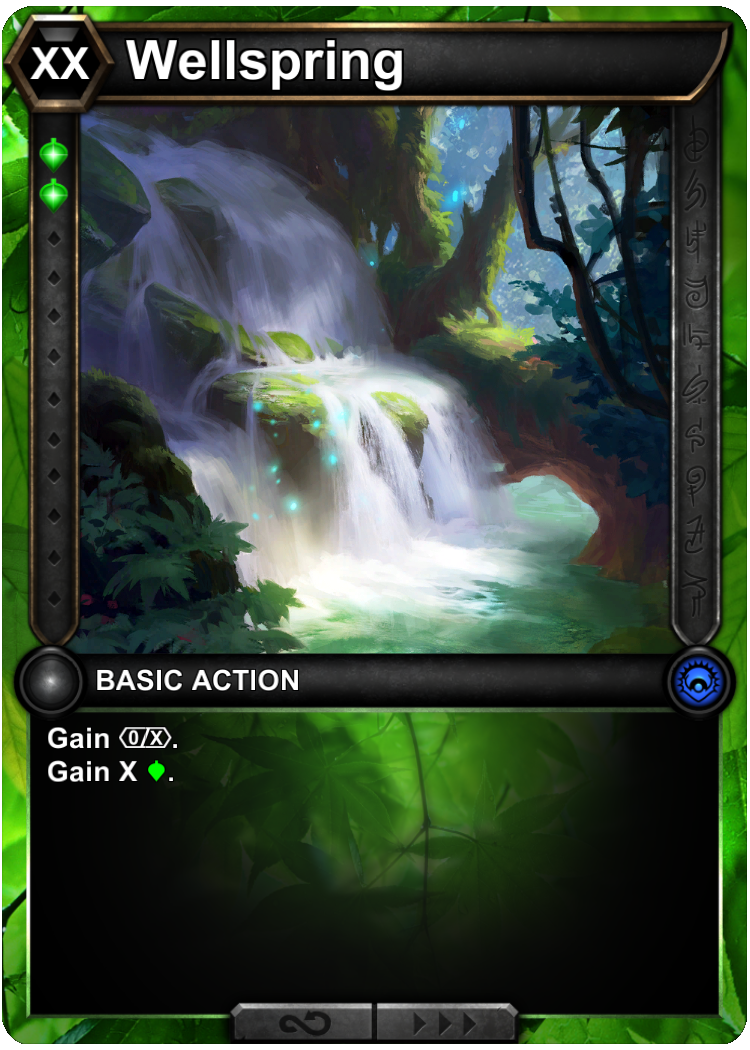 XX Wellspring
BASIC ACTION
Gain 0/X.
Gain X .